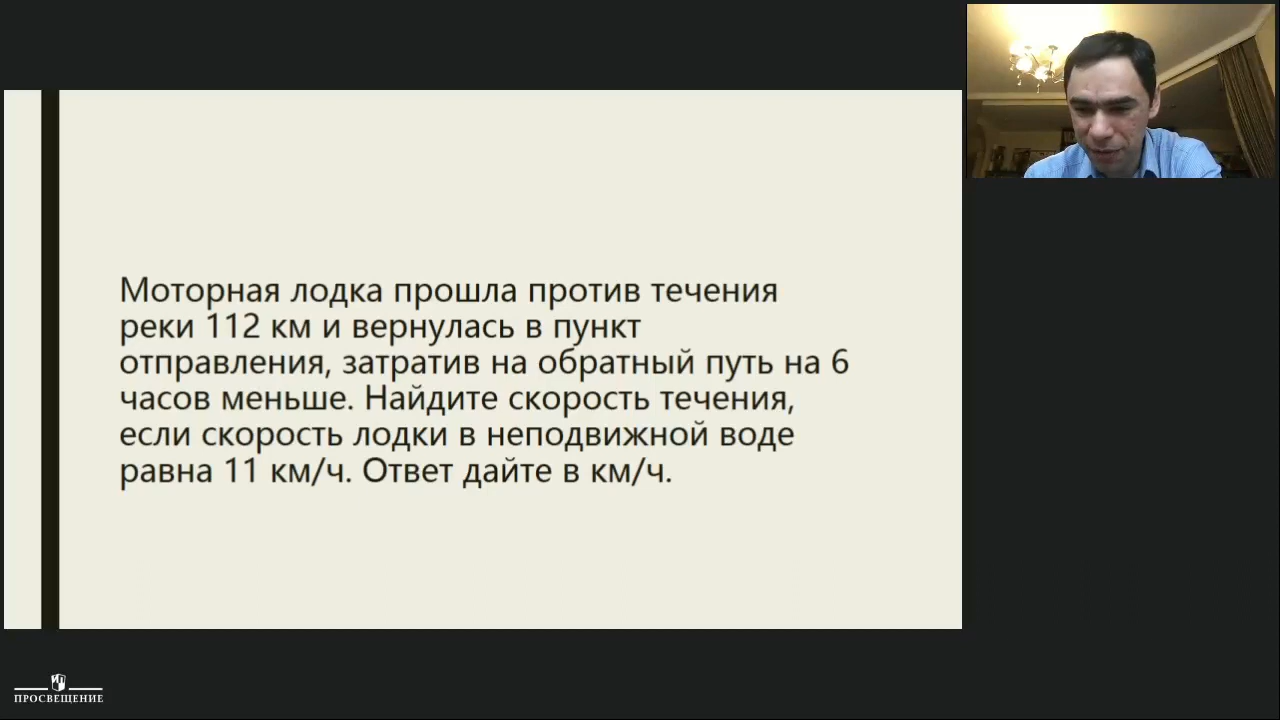 Моторная лодка прошла против течения
реки 112 км и вернулась в пункт
отправления, затратив на обратный путь на 6
часов меньше. Найдите скорость течения,
если скорость лодки в неподвижной воде
равна 11 км/ч. Ответ дайте в км/ч.
ПРОСВЕЩЕНИЕ